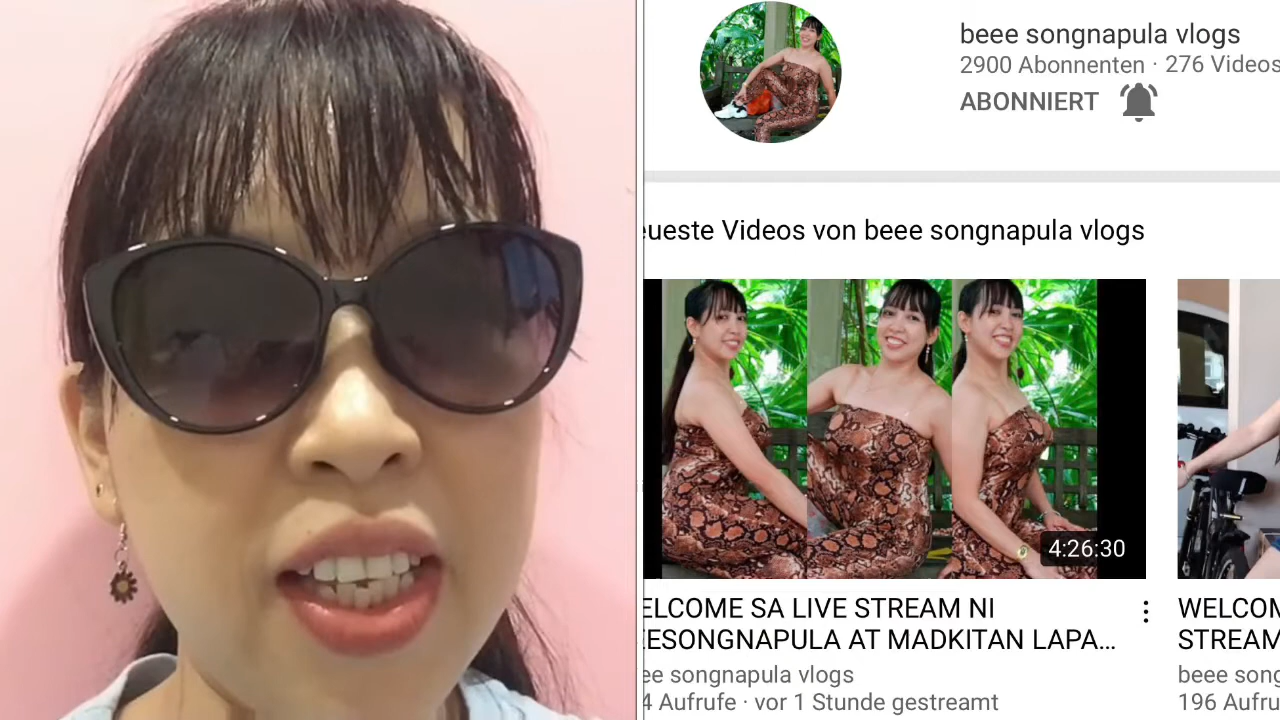 beee songnapula vlogs
2900 Abonnenten · 276 Videos
ABONNIERT
ueste Videos von beee songnapula vlogs
4:26:30
ELCOME SA LIVE STREAM NI
EESONGNAPULA AT MADKITAN LAPA...
ee songnapula vlogs
4 Aufrufe · vor 1 Stunde gestreamt
WELCOM
STREAM
beee song
196 Aufru